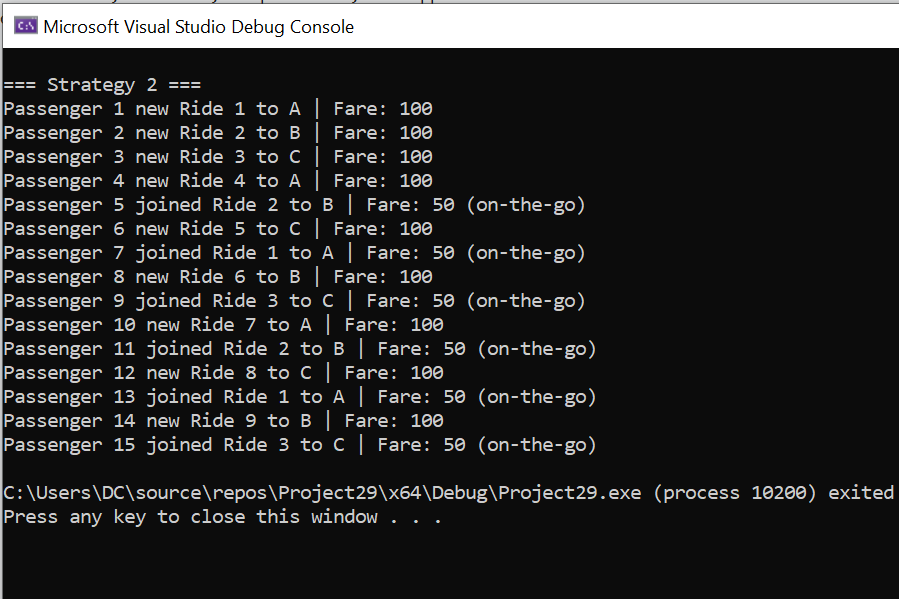 Microsoft Visual Studio Debug Console
=== Strategy 2 ===
Passenger 1 new Ride 1 to A | Fare: 100
Passenger 2 new Ride 2 to B | Fare: 100
Passenger 3 new Ride 3 to C | Fare: 100
Passenger 4 new Ride 4 to A | Fare: 100
Passenger 5 joined Ride 2 to B | Fare: 50 (on-the-go)
Passenger 6 new Ride 5 to C | Fare: 100
Passenger 7 joined Ride 1 to A | Fare: 50 (on-the-go)
Passenger 8 new Ride 6 to B | Fare: 100
Passenger 9 joined Ride 3 to C | Fare: 50 (on-the-go)
Passenger 10 new Ride 7 to A | Fare: 100
Passenger 11 joined Ride 2 to B | Fare: 50 (on-the-go)
Passenger 12 new Ride 8 to C | Fare: 100
Passenger 13 joined Ride 1 to A | Fare: 50 (on-the-go)
Passenger 14 new Ride 9 to B | Fare: 100
Passenger 15 joined Ride 3 to C | Fare: 50 (on-the-go)
C:\Users\DC\source\repos\Project29\x64\Debug\Project29.exe (process 10200) exited
Press any key to close this window . . .